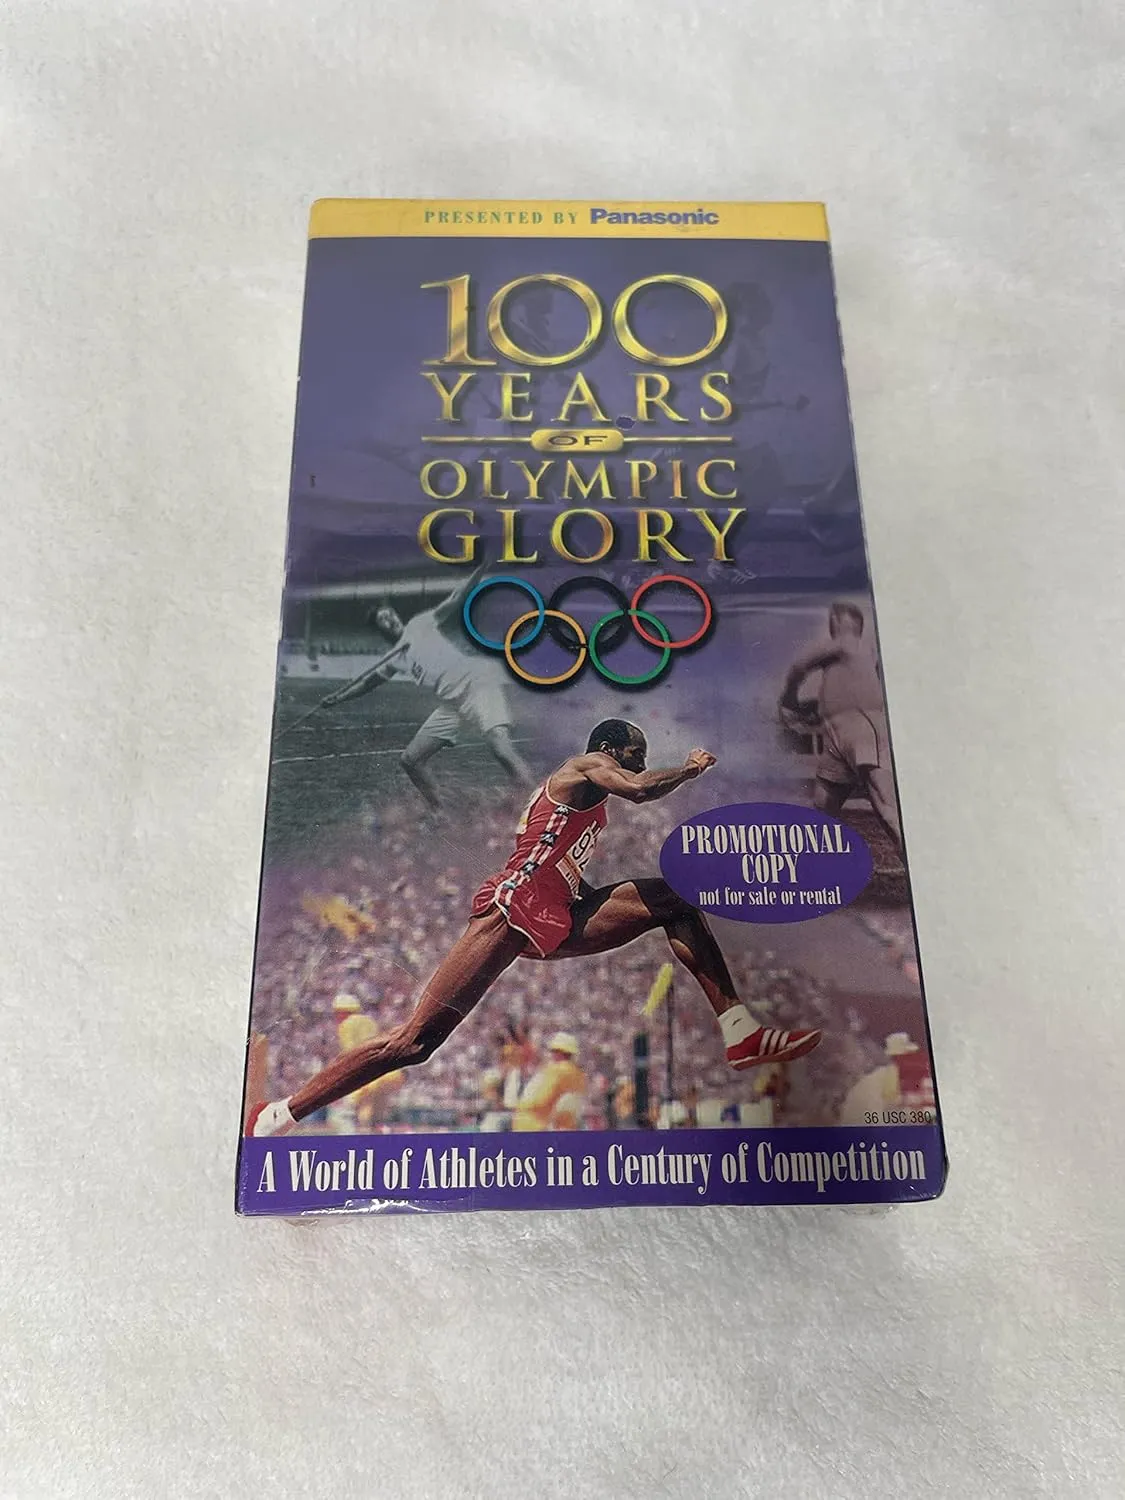 PRESENTED BY Panasonic
100
YEARS
OF
OLYMPIC
GLORY
PROMOTIONAL
COPY
not for sale or rental
36 USC 380
A World of Athletes in a Century of Competition